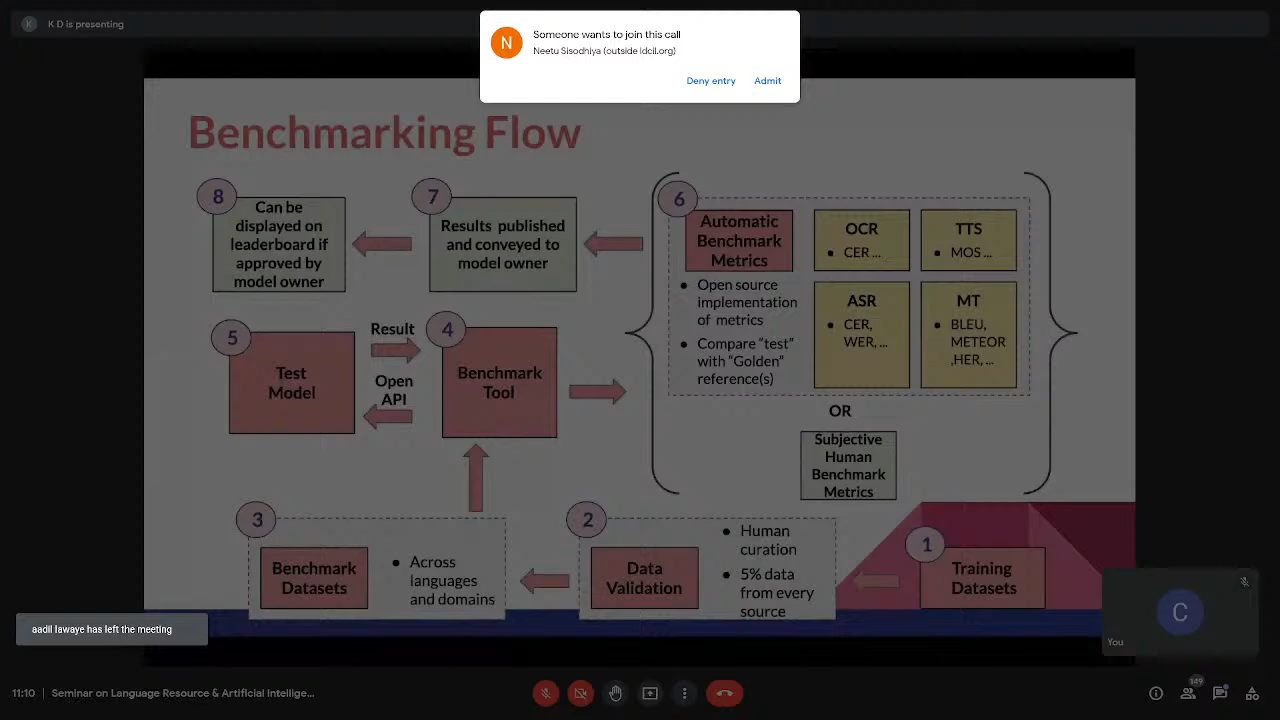 K
K D is presenting
N
Someone wants to join this call
Neetu Sisodhiya (outside ldcil.org)
Deny entry
Admit
Benchmarking Flow
8
Can be
displayed on
leaderboard if
approved by
model owner
7
Results published
and conveyed to
model owner
6
Automatic
Benchmark
Metrics
• Open source
implementation
of metrics
• Compare “test”
with “Golden”
reference(s)
OCR
• CER ...
TTS
• MOS ...
ASR
• CER,
WER, ...
MT
• BLEU,
METEOR
,HER, ...
OR
Subjective
Human
Benchmark
Metrics
5
Test
Model
Result
Open
API
4
Benchmark
Tool
3
Benchmark
Datasets
• Across
languages
and domains
2
Data
Validation
• Human
curation
• 5% data
from every
source
1
Training
Datasets
aadil lawaye has left the meeting
C
You
11:10 | Seminar on Language Resource & Artificial Intellige...
149